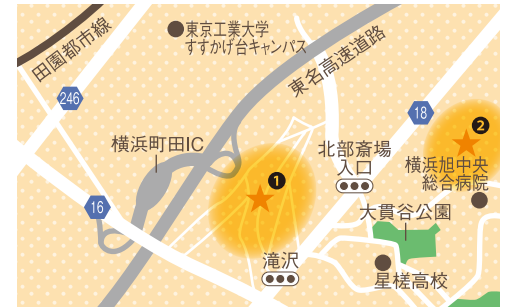 東京工業大学
すずかけ台キャンパス
田園都市線
東名高速道路
246
18
❷
横浜町田IC
北部斎場
入口
横浜旭中央
総合病院
❶
16
大貫谷公園
滝沢
星槎高校